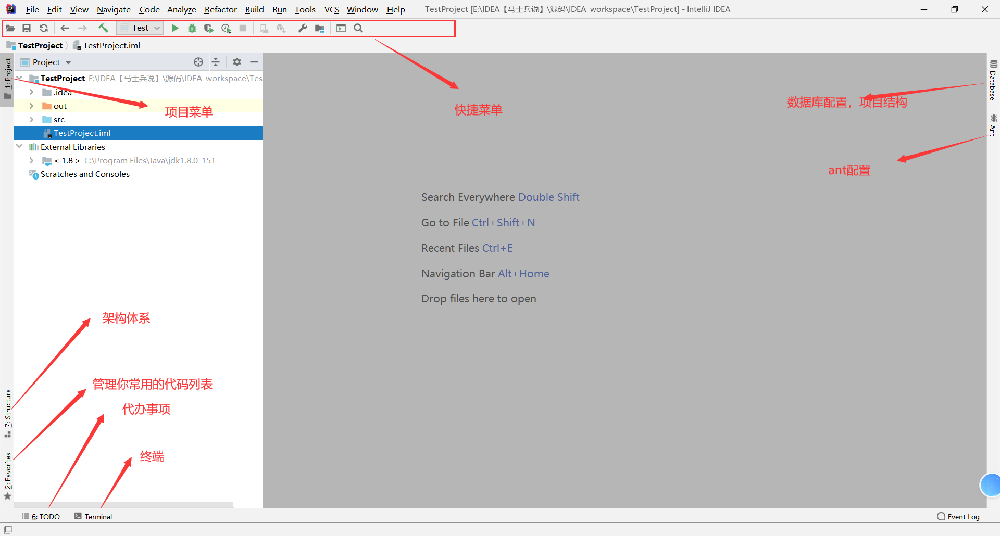 File Edit View Navigate Code Analyze Refactor Build Run Tools VCS Window Help TestProject [E:\IDEA【马士兵说】\源码\IDEA_workspace\TestProject] - IntelliJ IDEA
Test
TestProject TestProject.iml
1: Project
Project
TestProject E:\IDEA【马士兵说】\源码\IDEA_workspace\Tes
.idea
out
src
TestProject.iml
External Libraries
< 1.8 > C:\Program Files\Java\jdk1.8.0_151
Scratches and Consoles
项目菜单
快捷菜单
数据库配置，项目结构
Database
Ant
ant配置
Search Everywhere Double Shift
Go to File Ctrl+Shift+N
Recent Files Ctrl+E
Navigation Bar Alt+Home
Drop files here to open
架构体系
管理你常用的代码列表
代办事项
终端
7: Structure
2: Favorites
6: TODO Terminal Event Log